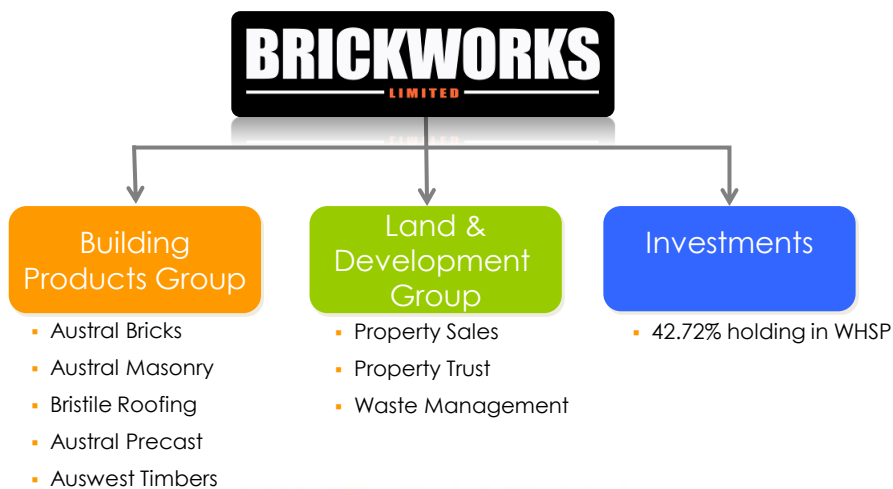 BRICKWORKS
LIMITED
Building
Products Group
Land &
Development
Group
Investments
Austral Bricks
Austral Masonry
Bristile Roofing
Austral Precast
Auswest Timbers
Property Sales
Property Trust
Waste Management
42.72% holding in WHSP